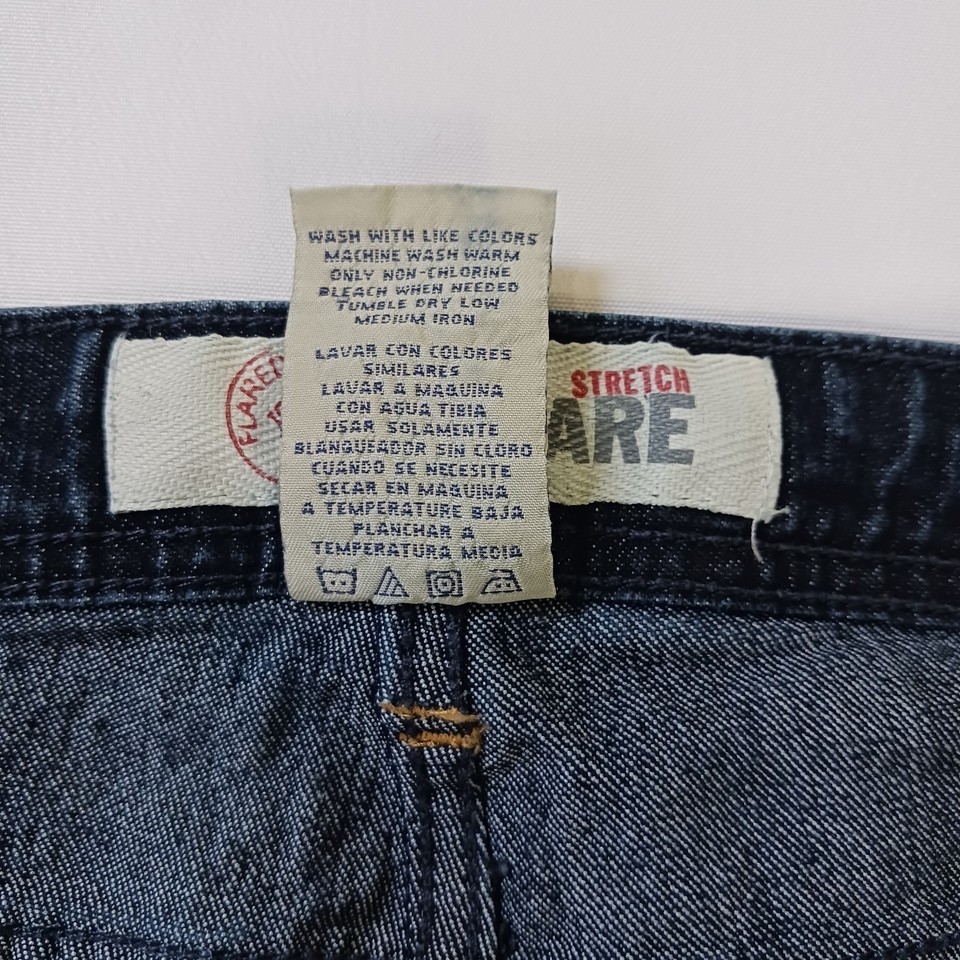 WASH WITH LIKE COLORS
MACHINE WASH WARM
ONLY NON-CHLORINE
BLEACH WHEN NEEDED
TUMBLE DRY LOW
MEDIUM IRON
LAVAR CON COLORES
SIMILARES
LAVAR A MAQUINA
CON AGUA TIBIA
USAR SOLAMENTE
BLANQUEADOR SIN CLORO
CUANDO SE NECESITE
SECAR EN MAQUINA
A TEMPERATURE BAJA
PLANCHAR A
TEMPERATURA MEDIA
FLARED
STRETCH
ARE